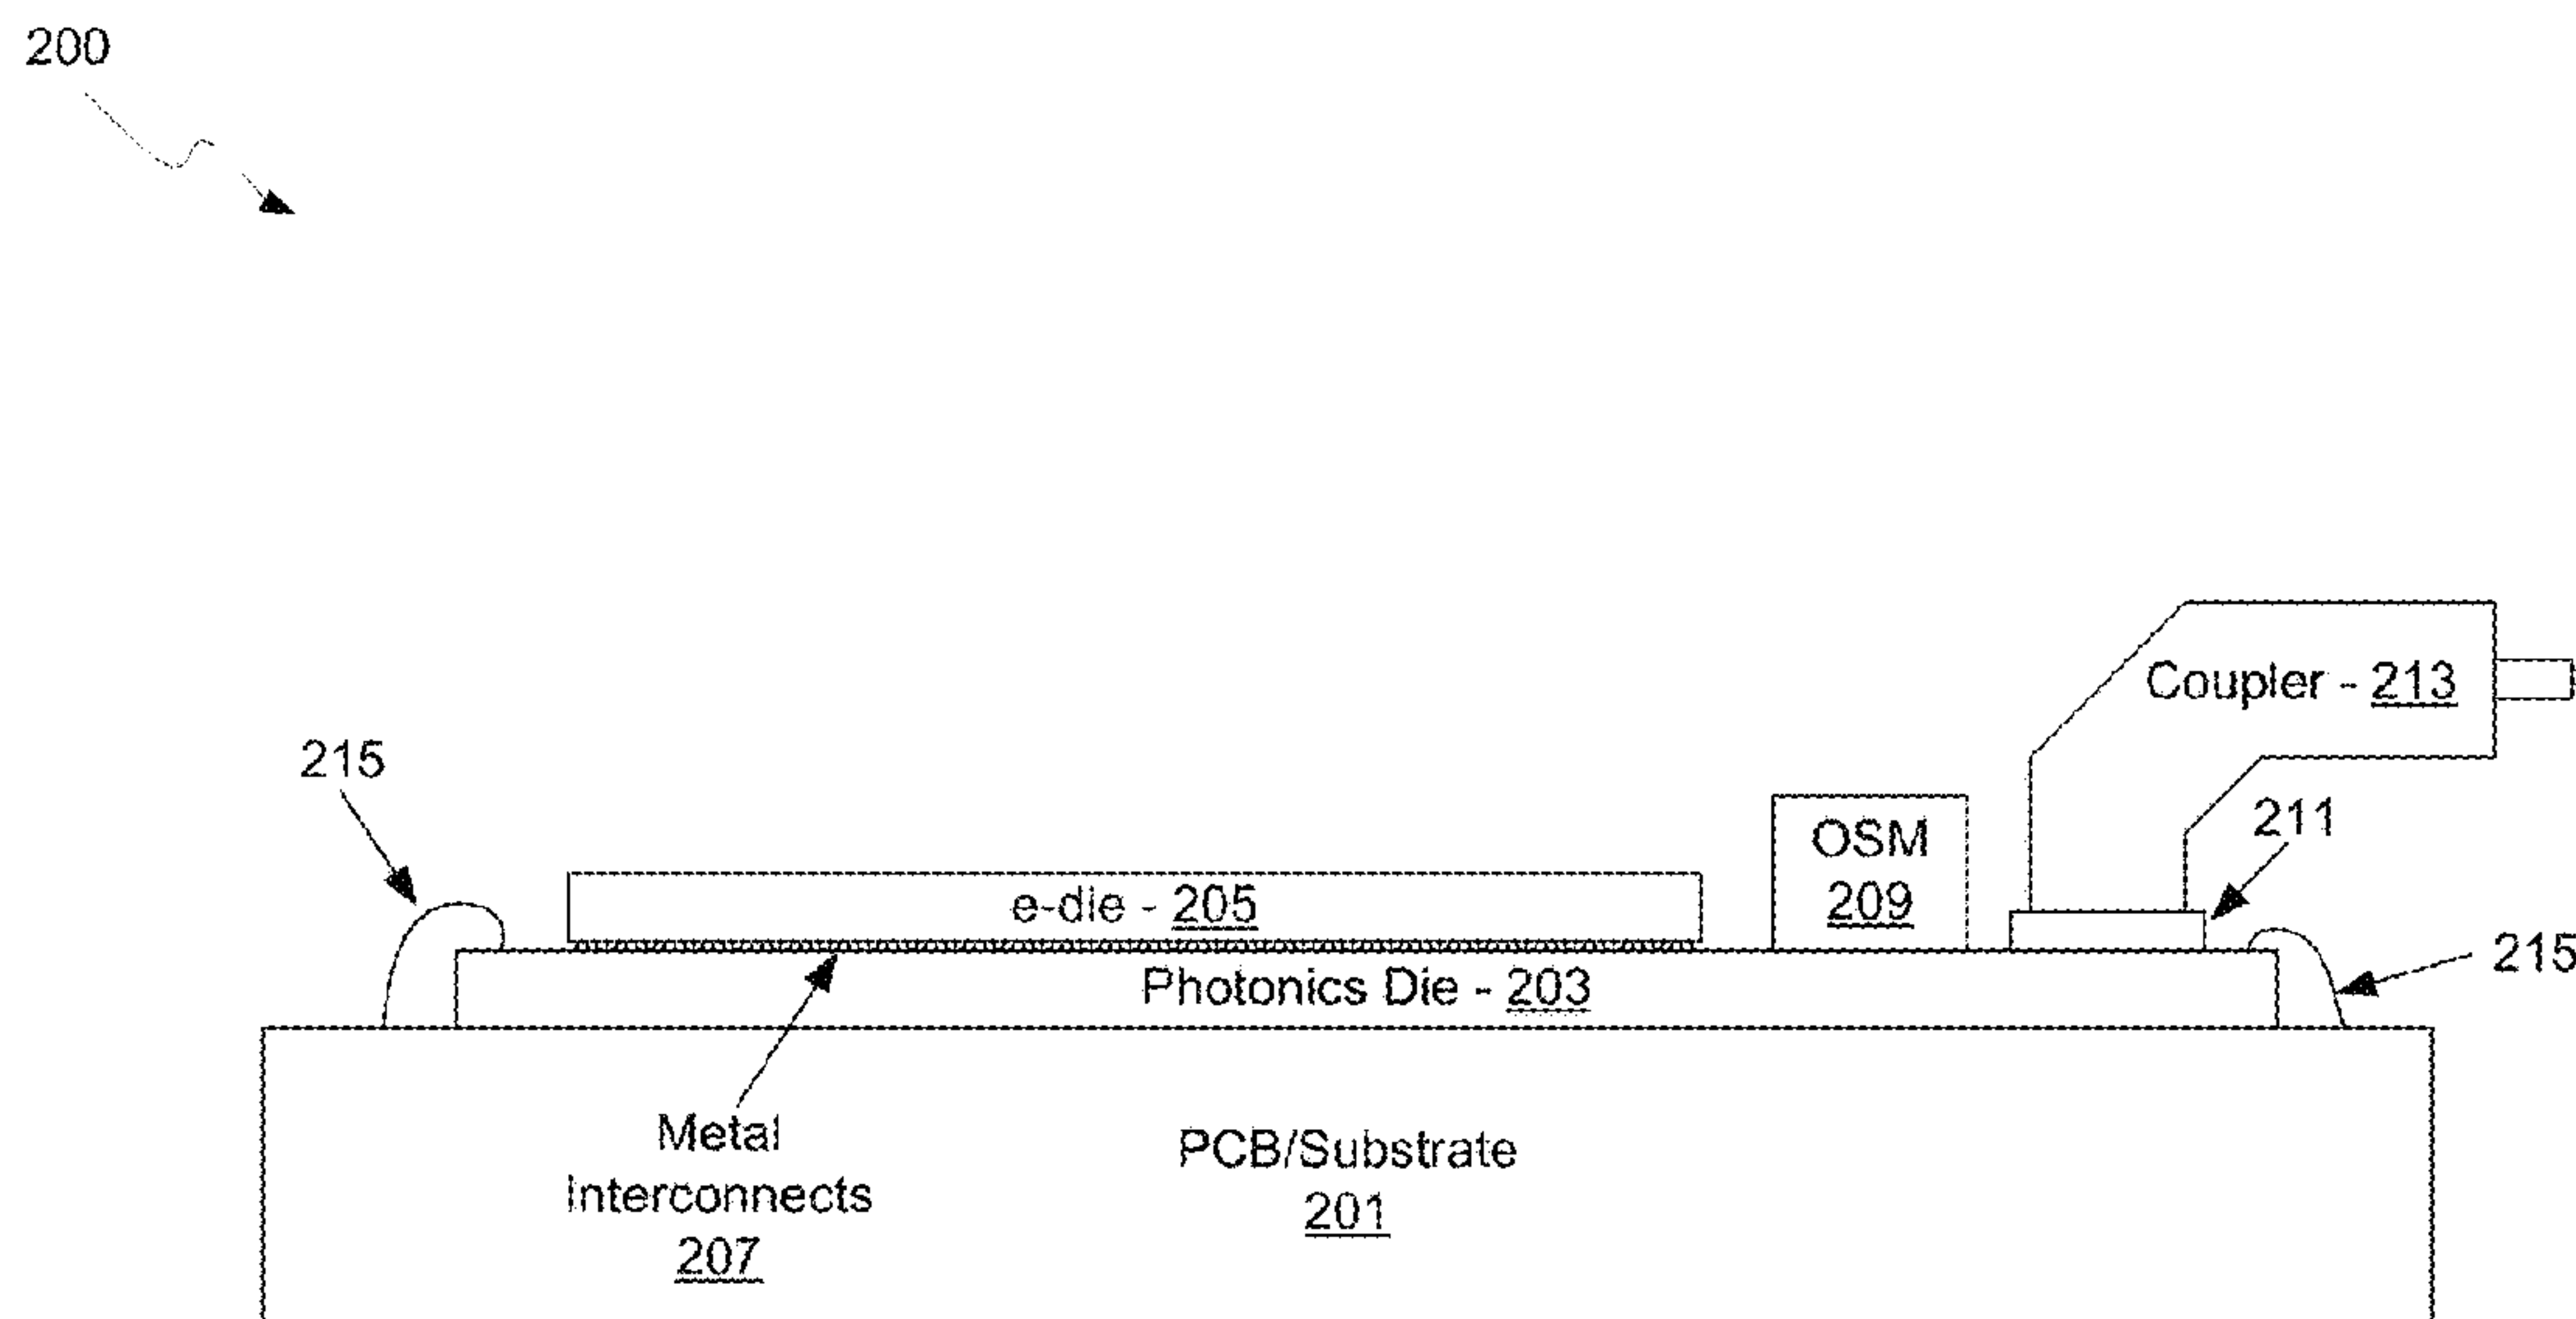 200
Coupler - 213
215
211
OSM
209
e-die - 205
215
Photonics Die - 203
Metal
Interconnects
207
PCB/Substrate
201